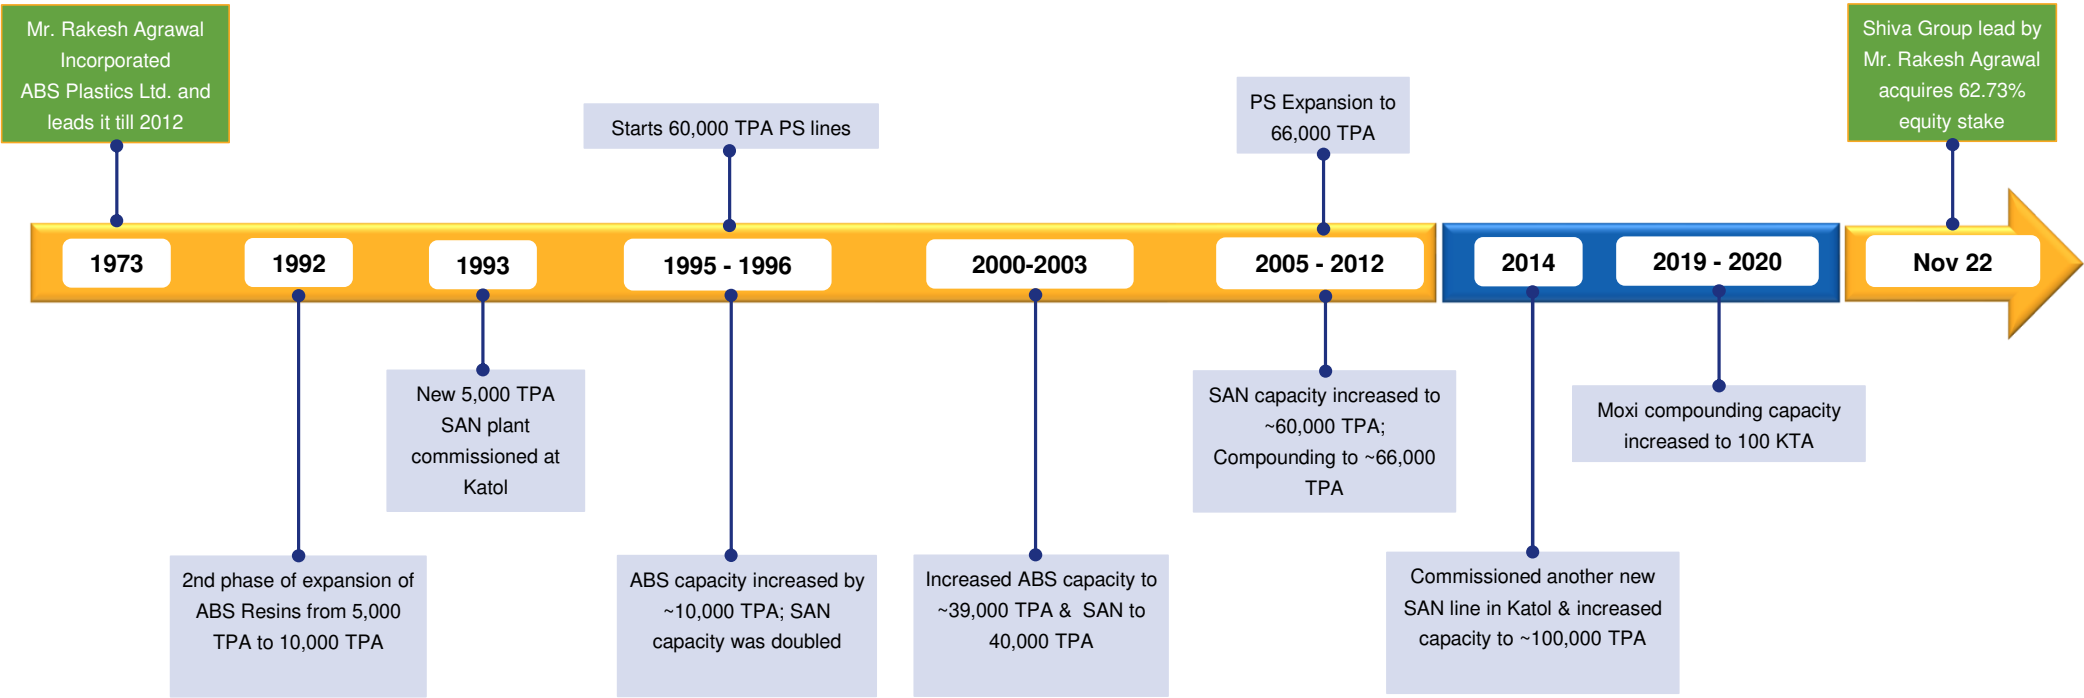 Mr. Rakesh Agrawal
Incorporated
ABS Plastics Ltd. and
leads it till 2012
Starts 60,000 TPA PS lines
PS Expansion to
66,000 TPA
Shiva Group lead by
Mr. Rakesh Agrawal
acquires 62.73%
equity stake
1973
1992
1993
1995 - 1996
2000-2003
2005 - 2012
2014
2019 - 2020
Nov 22
New 5,000 TPA
SAN plant
commissioned at
Katol
SAN capacity increased to
~60,000 TPA;
Compounding to ~66,000
TPA
Moxi compounding capacity
increased to 100 KTA
2nd phase of expansion of
ABS Resins from 5,000
TPA to 10,000 TPA
ABS capacity increased by
~10,000 TPA; SAN
capacity was doubled
Increased ABS capacity to
~39,000 TPA & SAN to
40,000 TPA
Commissioned another new
SAN line in Katol & increased
capacity to ~100,000 TPA